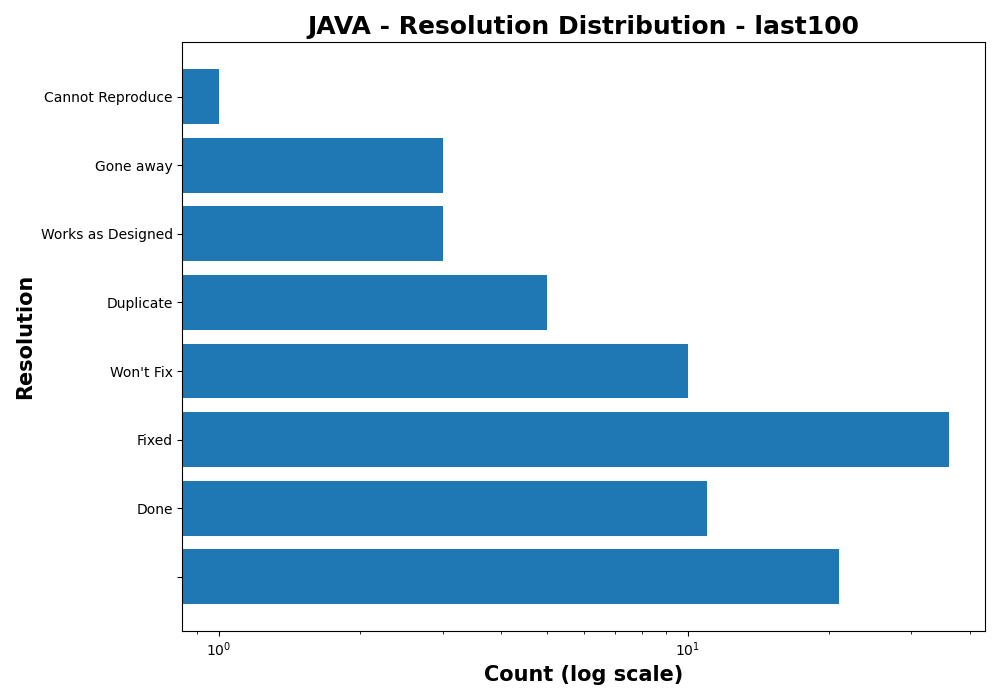 JAVA - Resolution Distribution - last100
Cannot Reproduce
Gone away
Works as Designed
Duplicate
Won't Fix
Fixed
Done
Resolution
10⁰ 10¹
Count (log scale)